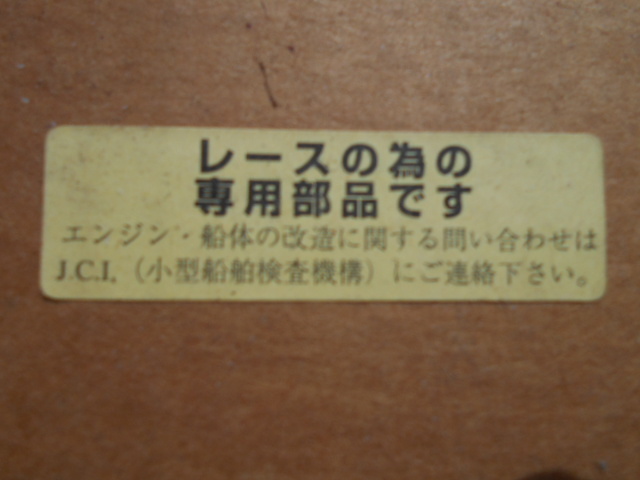 レースの為の
専用部品です
エンジン・船体の改造に関する問い合わせは
J.C.I.（小型船舶検査機構）にご連絡下さい。